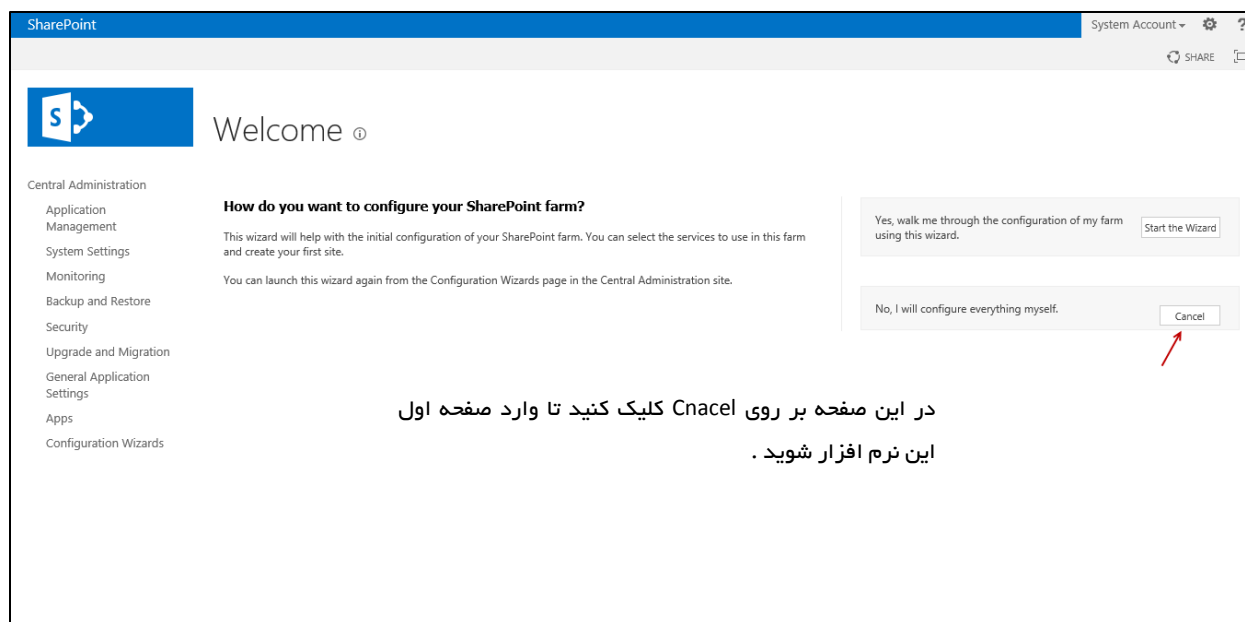 SharePoint
System Account
?
SHARE
S
Welcome
Central Administration
Application
Management
System Settings
Monitoring
Backup and Restore
Security
Upgrade and Migration
General Application
Settings
Apps
Configuration Wizards
How do you want to configure your SharePoint farm?
This wizard will help with the initial configuration of your SharePoint farm. You can select the services to use in this farm
and create your first site.
You can launch this wizard again from the Configuration Wizards page in the Central Administration site.
Yes, walk me through the configuration of my farm
using this wizard.
Start the Wizard
No, I will configure everything myself.
Cancel
در این صفحه بر روی Cnacel کلیک کنید تا وارد صفحه اول
این نرم افزار شوید .